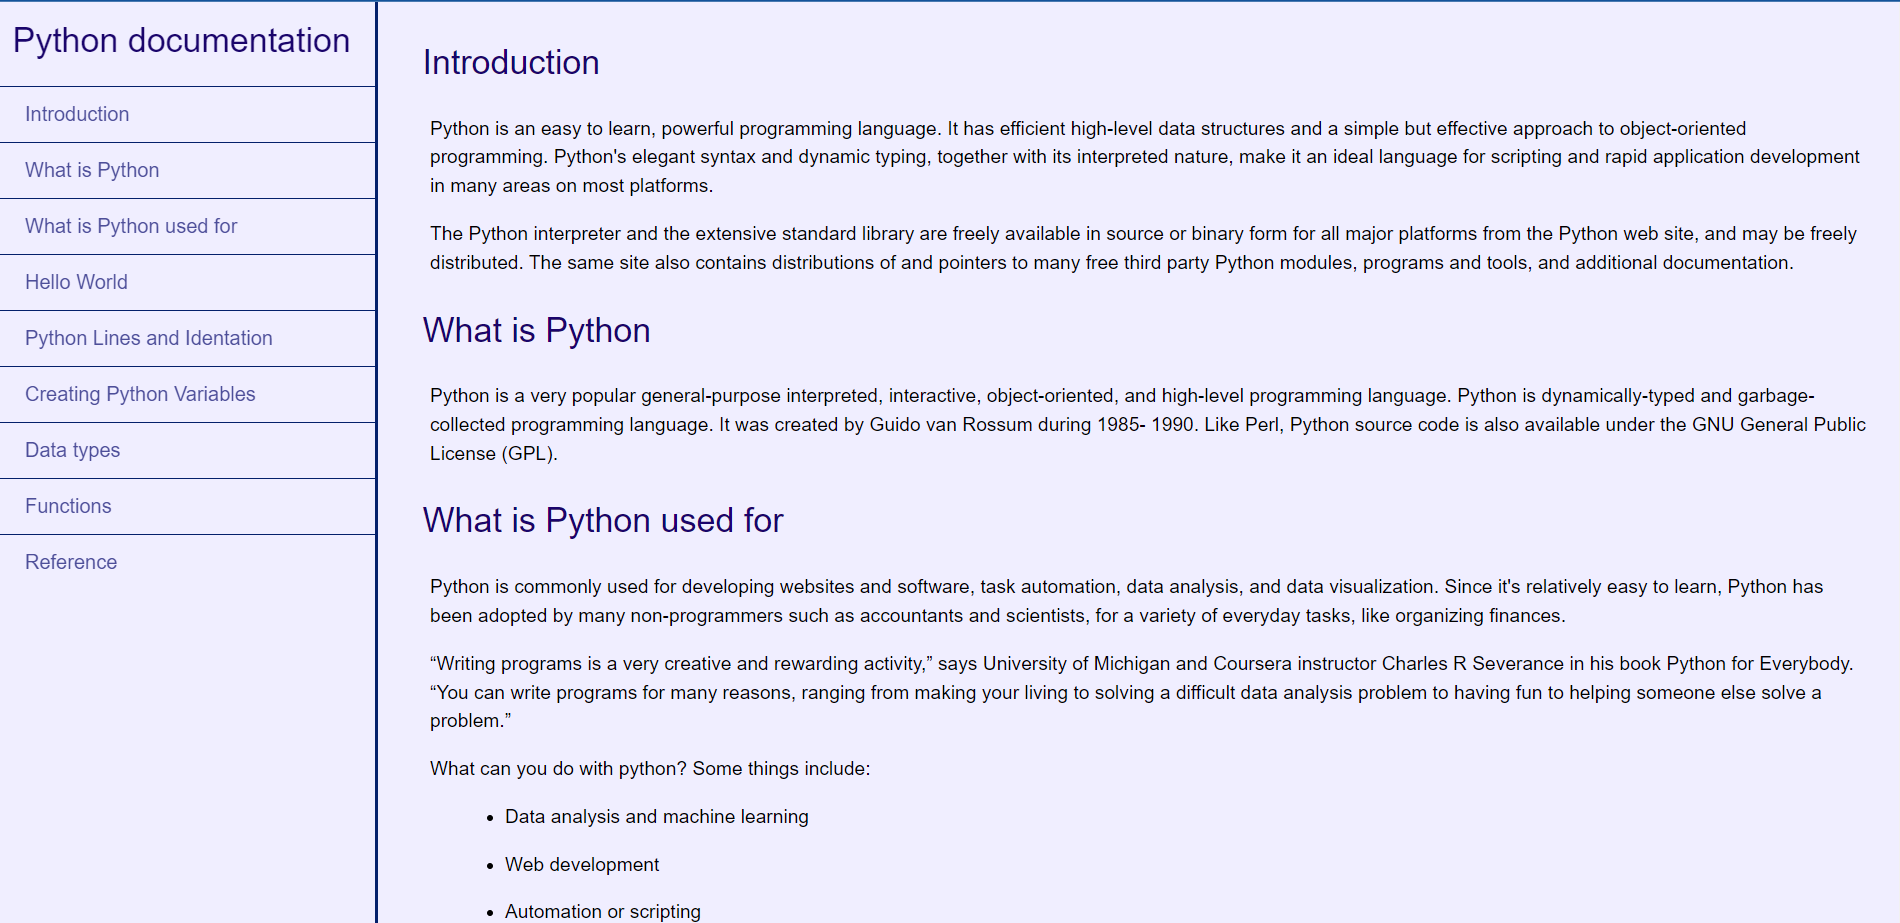 Python documentation
Introduction
What is Python
What is Python used for
Hello World
Python Lines and Identation
Creating Python Variables
Data types
Functions
Reference
Introduction
Python is an easy to learn, powerful programming language. It has efficient high-level data structures and a simple but effective approach to object-oriented
programming. Python's elegant syntax and dynamic typing, together with its interpreted nature, make it an ideal language for scripting and rapid application development
in many areas on most platforms.
The Python interpreter and the extensive standard library are freely available in source or binary form for all major platforms from the Python web site, and may be freely
distributed. The same site also contains distributions of and pointers to many free third party Python modules, programs and tools, and additional documentation.
What is Python
Python is a very popular general-purpose interpreted, interactive, object-oriented, and high-level programming language. Python is dynamically-typed and garbage-
collected programming language. It was created by Guido van Rossum during 1985- 1990. Like Perl, Python source code is also available under the GNU General Public
License (GPL).
What is Python used for
Python is commonly used for developing websites and software, task automation, data analysis, and data visualization. Since it's relatively easy to learn, Python has
been adopted by many non-programmers such as accountants and scientists, for a variety of everyday tasks, like organizing finances.
“Writing programs is a very creative and rewarding activity,” says University of Michigan and Coursera instructor Charles R Severance in his book Python for Everybody.
“You can write programs for many reasons, ranging from making your living to solving a difficult data analysis problem to having fun to helping someone else solve a
problem.”
What can you do with python? Some things include:
• Data analysis and machine learning
• Web development
• Automation or scripting